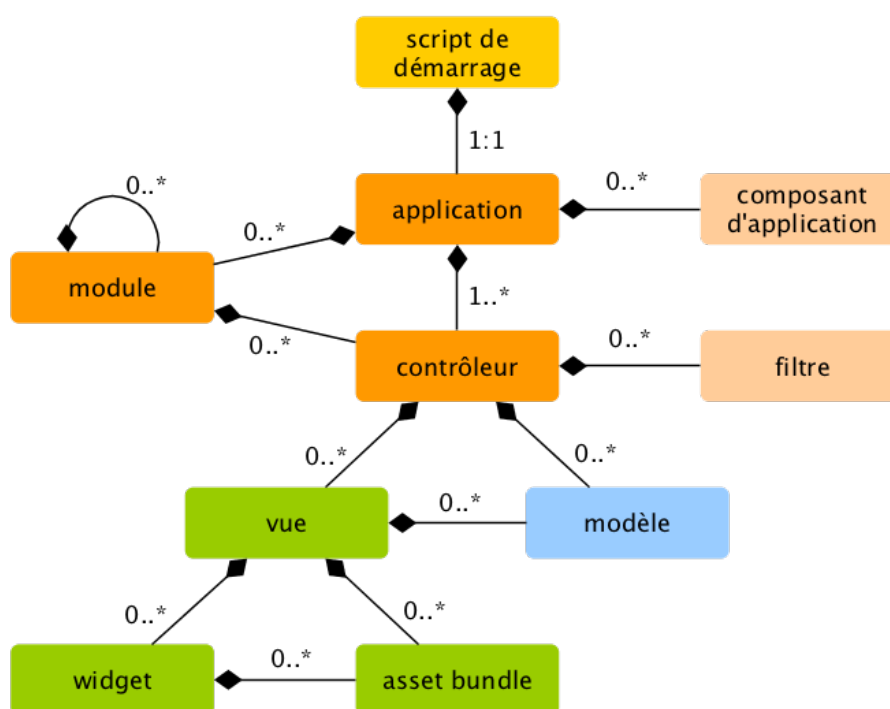 script de
démarrage
1:1
0..*
application
0..*
composant
d'application
0..*
module
1..*
0..*
contrôleur
0..*
filtre
0..*
0..*
vue
0..*
modèle
0..*
0..*
widget
0..*
asset bundle